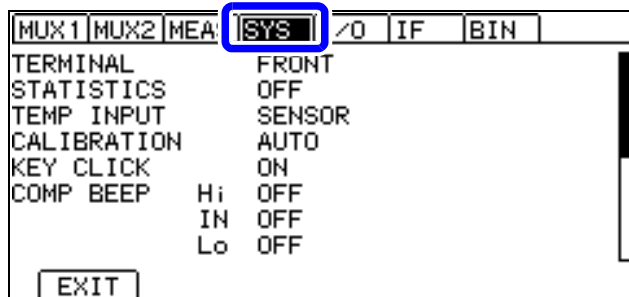 MUX1 MUX2 MEA SYS /O IF BIN
TERMINAL FRONT
STATISTICS OFF
TEMP INPUT SENSOR
CALIBRATION AUTO
KEY CLICK ON
COMP BEEP Hi OFF
IN OFF
Lo OFF
EXIT